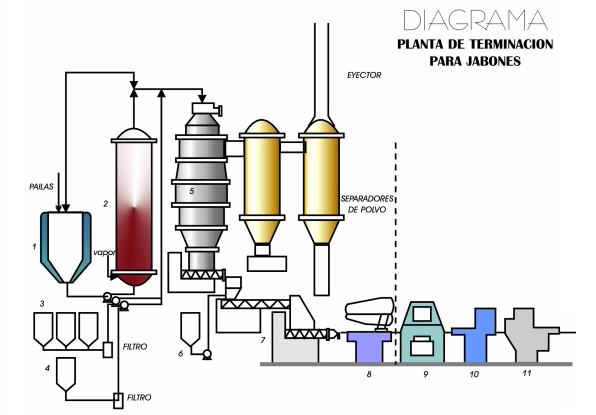 DIAGRAMA
PLANTA DE TERMINACION
PARA JABONES
EYECTOR
PAILAS
2
5
SEPARADORES
DE POLVO
1
vapor
3
FILTRO
6
7
4
8
9
10
11
FILTRO